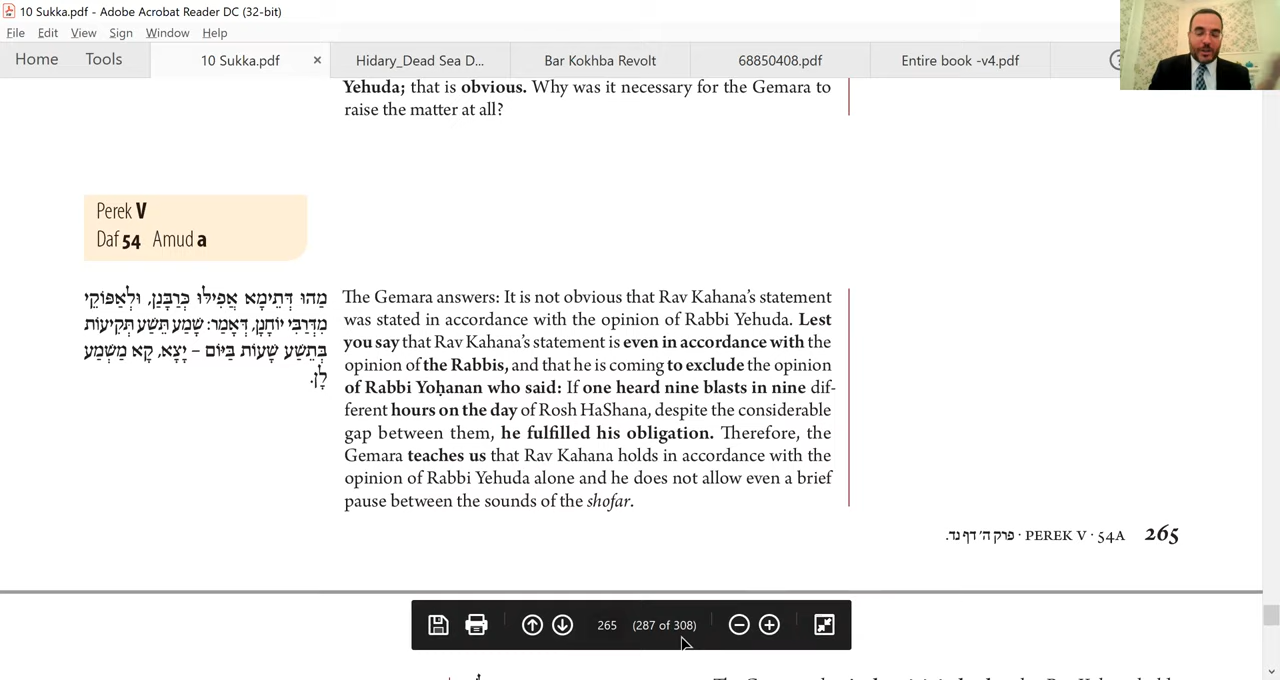 10 Sukka.pdf - Adobe Acrobat Reader DC (32-bit)
File Edit View Sign Window Help
Home Tools 10 Sukka.pdf × Hidary_Dead Sea D... Bar Kokhba Revolt 68850408.pdf Entire book -v4.pdf
Yehuda; that is obvious. Why was it necessary for the Gemara to
raise the matter at all?
Perek V
Daf 54 Amud a
מַהוּ דְּתֵימָא אֲפִילּוּ כְּרַבָּנַן, וּלְאַפּוֹקֵי
מִדְּרַבִּי יוֹחָנָן, דְּאָמַר: שָׁמַע תֵּשַׁע תְּקִיעוֹת
בְּתֵשַׁע שָׁעוֹת בַּיּוֹם – יָצָא, קָא מַשְׁמַע
לָן.
The Gemara answers: It is not obvious that Rav Kahana's statement
was stated in accordance with the opinion of Rabbi Yehuda. Lest
you say that Rav Kahana's statement is even in accordance with the
opinion of the Rabbis, and that he is coming to exclude the opinion
of Rabbi Yoḥanan who said: If one heard nine blasts in nine dif-
ferent hours on the day of Rosh HaShana, despite the considerable
gap between them, he fulfilled his obligation. Therefore, the
Gemara teaches us that Rav Kahana holds in accordance with the
opinion of Rabbi Yehuda alone and he does not allow even a brief
pause between the sounds of the shofar.
פרק ה׳ דף נד. · PEREK V · 54A 265
265 (287 of 308)